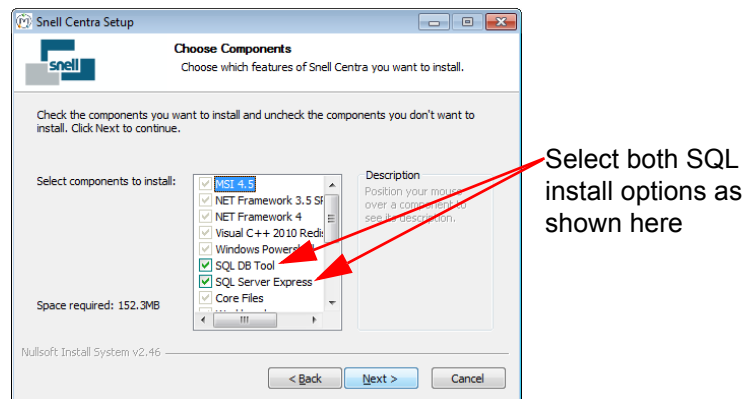 Snell Centra Setup
snell
Choose Components
Choose which features of Snell Centra you want to install.
Check the components you want to install and uncheck the components you don't want to
install. Click Next to continue.
Select components to install:
MSI 4.5
NET Framework 3.5 SP
NET Framework 4
Visual C++ 2010 Redis
Windows Powershell
SQL DB Tool
SQL Server Express
Core Files
Description
Position your mouse
over a component to
see its description.
Space required: 152.3MB
Nullsoft Install System v2.46
< Back
Next >
Cancel
Select both SQL
install options as
shown here